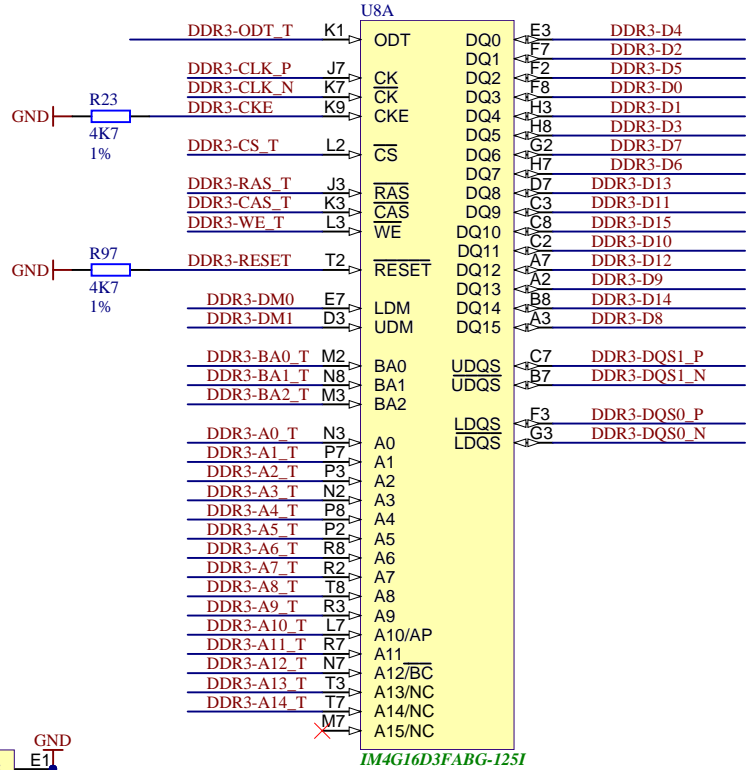 U8A
DDR3-ODT_T K1 ODT DQ0 E3 DDR3-D4
DQ1 F7 DDR3-D2
DDR3-CLK_P J7 CK DQ2 F2 DDR3-D5
DDR3-CLK_N K7 CK DQ3 F8 DDR3-D0
GND R23 DDR3-CKE K9 CKE DQ4 H3 DDR3-D1
4K7 DQ5 H8 DDR3-D3
1% DDR3-CS_T L2 CS DQ6 G2 DDR3-D7
DQ7 H7 DDR3-D6
DDR3-RAS_T J3 RAS DQ8 D7 DDR3-D13
DDR3-CAS_T K3 CAS DQ9 C3 DDR3-D11
DDR3-WE_T L3 WE DQ10 C8 DDR3-D15
R97 DQ11 C2 DDR3-D10
GND DDR3-RESET T2 RESET DQ12 A7 DDR3-D12
4K7 DQ13 A2 DDR3-D9
1% DDR3-DM0 E7 LDM DQ14 B8 DDR3-D14
DDR3-DM1 D3 UDM DQ15 A3 DDR3-D8
DDR3-BA0_T M2 BA0 UDQS C7 DDR3-DQS1_P
DDR3-BA1_T N8 BA1 UDQS B7 DDR3-DQS1_N
DDR3-BA2_T M3 BA2
LDQS F3 DDR3-DQS0_P
DDR3-A0_T N3 A0 LDQS G3 DDR3-DQS0_N
DDR3-A1_T P7 A1
DDR3-A2_T P3 A2
DDR3-A3_T N2 A3
DDR3-A4_T P8 A4
DDR3-A5_T P2 A5
DDR3-A6_T R8 A6
DDR3-A7_T R2 A7
DDR3-A8_T T8 A8
DDR3-A9_T R3 A9
DDR3-A10_T L7 A10/AP
DDR3-A11_T R7 A11
DDR3-A12_T N7 A12/BC
DDR3-A13_T T3 A13/NC
DDR3-A14_T T7 A14/NC
M7 A15/NC
GND
E1 IM4G16D3FABG-125I